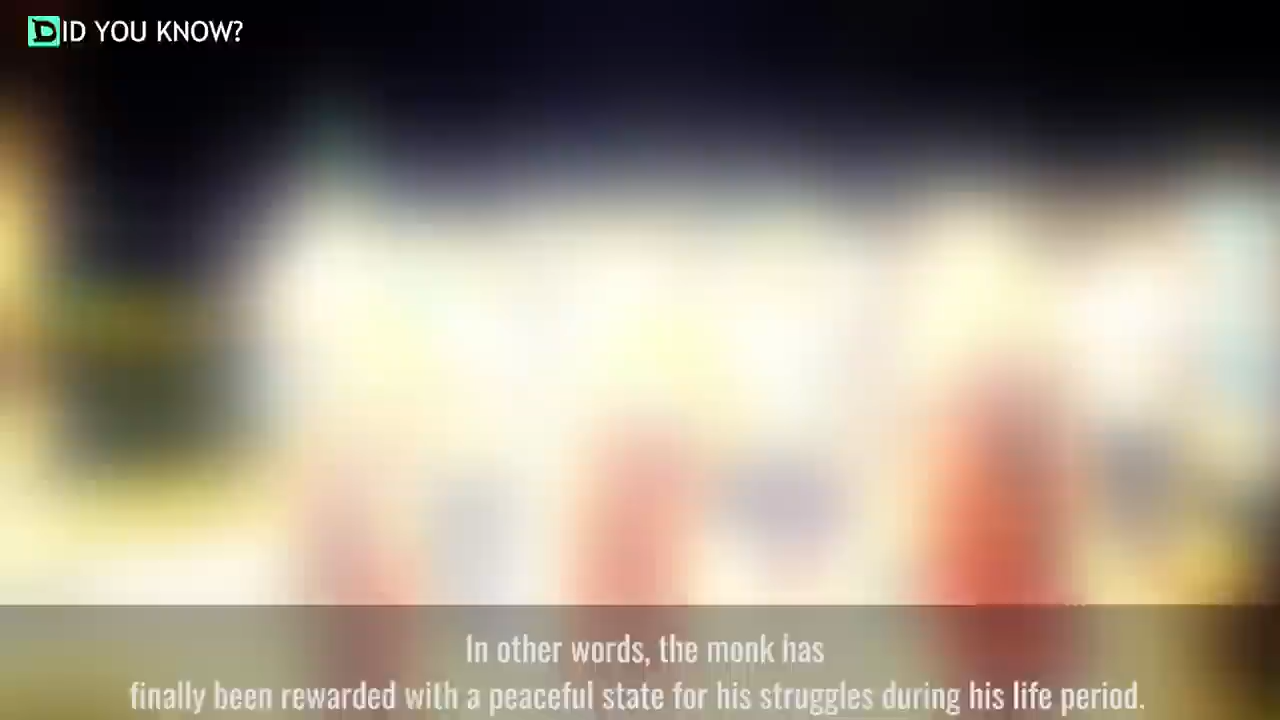 DID YOU KNOW?
In other words, the monk has
finally been rewarded with a peaceful state for his struggles during his life period.